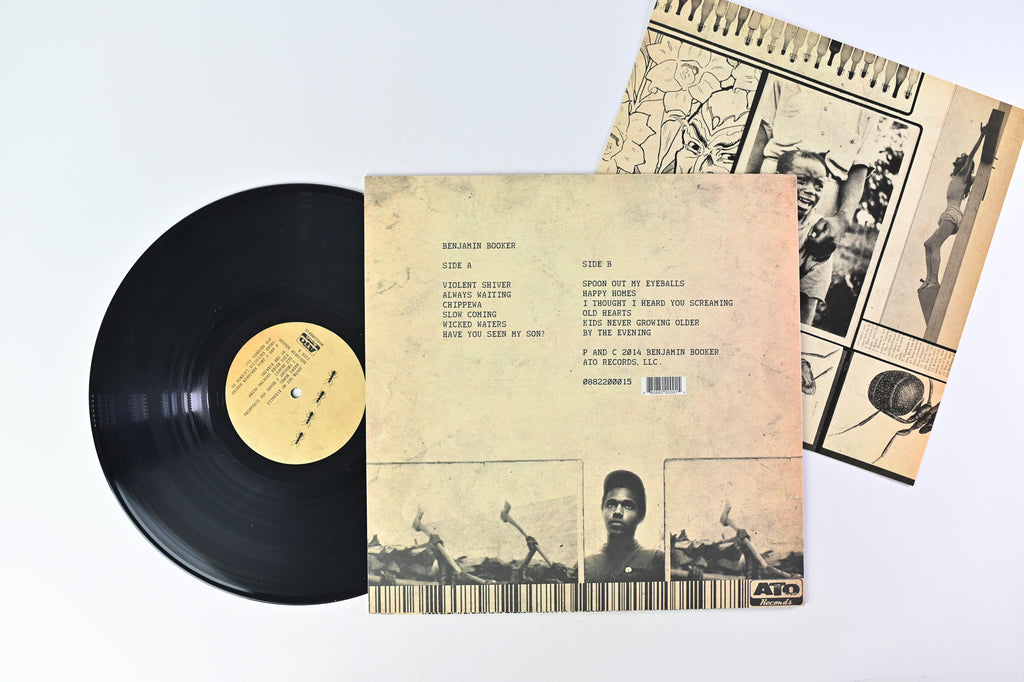 BENJAMIN BOOKER
SIDE A
VIOLENT SHIVER
ALWAYS WAITING
CHIPPEWA
SLOW COMING
WICKED WATERS
HAVE YOU SEEN MY SON?
SIDE B
SPOON OUT MY EYEBALLS
HAPPY HOMES
I THOUGHT I HEARD YOU SCREAMING
OLD HEARTS
KIDS NEVER GROWING OLDER
BY THE EVENING
P AND C 2014 BENJAMIN BOOKER
ATO RECORDS, LLC.
0882200015
ATO
Records
ATO